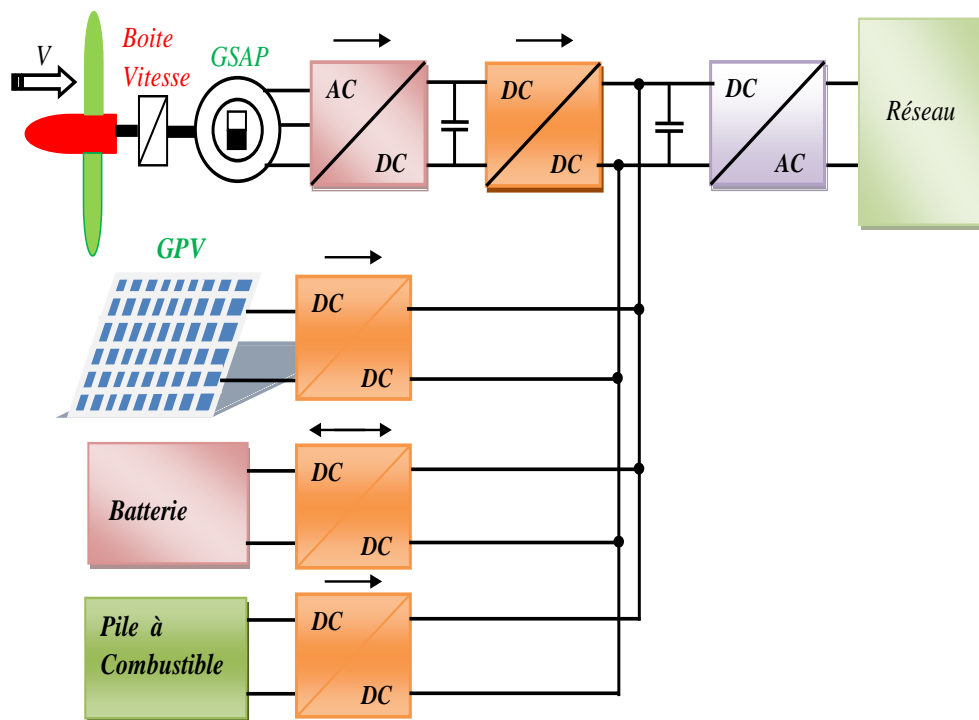 V
Boite
Vitesse
GSAP
AC
DC
DC
DC
DC
AC
Réseau
GPV
DC
DC
Batterie
DC
DC
Pile à
Combustible
DC
DC